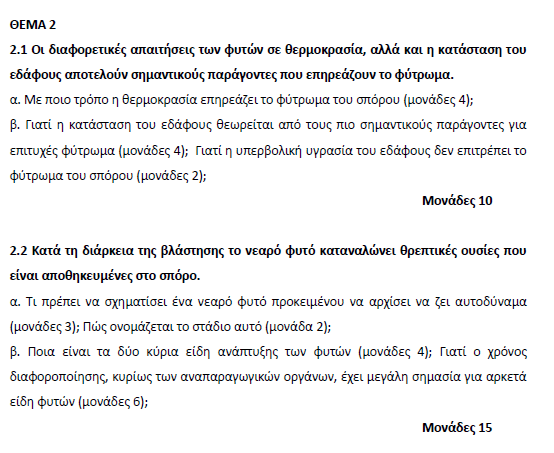 ΘΕΜΑ 2
2.1 Οι διαφορετικές απαιτήσεις των φυτών σε θερμοκρασία, αλλά και η κατάσταση του
εδάφους αποτελούν σημαντικούς παράγοντες που επηρεάζουν το φύτρωμα.
α. Με ποιο τρόπο η θερμοκρασία επηρεάζει το φύτρωμα του σπόρου (μονάδες 4);
β. Γιατί η κατάσταση του εδάφους θεωρείται από τους πιο σημαντικούς παράγοντες για
επιτυχές φύτρωμα (μονάδες 4); Γιατί η υπερβολική υγρασία του εδάφους δεν επιτρέπει το
φύτρωμα του σπόρου (μονάδες 2);
Μονάδες 10
2.2 Κατά τη διάρκεια της βλάστησης το νεαρό φυτό καταναλώνει θρεπτικές ουσίες που
είναι αποθηκευμένες στο σπόρο.
α. Τι πρέπει να σχηματίσει ένα νεαρό φυτό προκειμένου να αρχίσει να ζει αυτοδύναμα
(μονάδες 3); Πώς ονομάζεται το στάδιο αυτό (μονάδα 2);
β. Ποια είναι τα δύο κύρια είδη ανάπτυξης των φυτών (μονάδες 4); Γιατί ο χρόνος
διαφοροποίησης, κυρίως των αναπαραγωγικών οργάνων, έχει μεγάλη σημασία για αρκετά
είδη φυτών (μονάδες 6);
Μονάδες 15